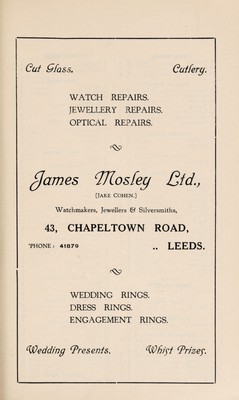 Cut Glass. Cutlery.
WATCH REPAIRS.
JEWELLERY REPAIRS.
OPTICAL REPAIRS.
James Mosley Ltd.,
(JAKE COHEN.)
Watchmakers, Jewellers & Silversmiths,
43, CHAPELTOWN ROAD,
'PHONE: 41879 .. LEEDS.
WEDDING RINGS.
DRESS RINGS.
ENGAGEMENT RINGS.
Wedding Presents. Whist Prizes.